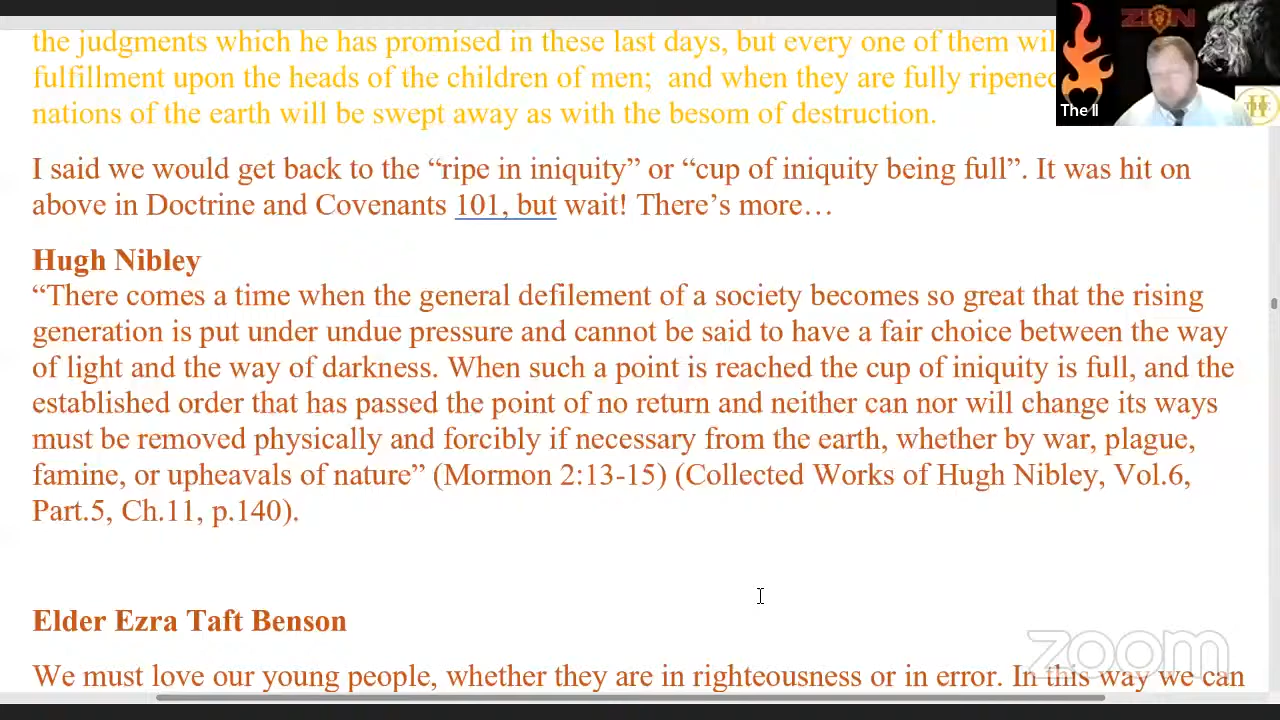 the judgments which he has promised in these last days, but every one of them wil
fulfillment upon the heads of the children of men; and when they are fully ripened
nations of the earth will be swept away as with the besom of destruction.
I said we would get back to the “ripe in iniquity” or “cup of iniquity being full”. It was hit on
above in Doctrine and Covenants 101, but wait! There’s more…
Hugh Nibley
“There comes a time when the general defilement of a society becomes so great that the rising
generation is put under undue pressure and cannot be said to have a fair choice between the way
of light and the way of darkness. When such a point is reached the cup of iniquity is full, and the
established order that has passed the point of no return and neither can nor will change its ways
must be removed physically and forcibly if necessary from the earth, whether by war, plague,
famine, or upheavals of nature” (Mormon 2:13-15) (Collected Works of Hugh Nibley, Vol.6,
Part.5, Ch.11, p.140).
Elder Ezra Taft Benson
We must love our young people, whether they are in righteousness or in error. In this way we can
ZION
The II
zoom